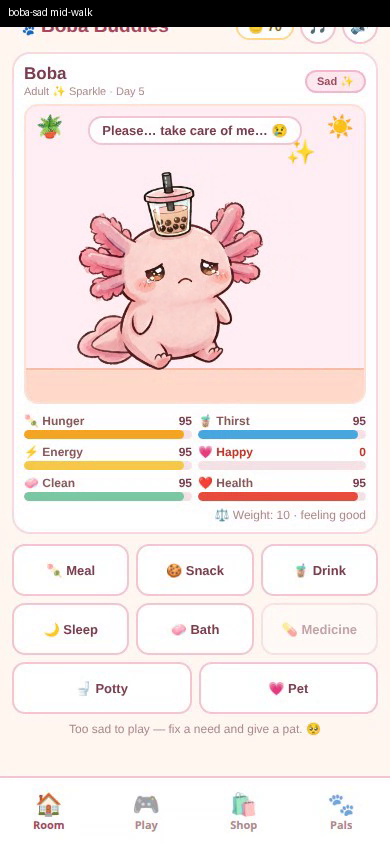 boba-sad mid-walk
Boba Buddies
Boba
Adult ✨ Sparkle · Day 5
Sad ✨
Please… take care of me… 😢
🍡 Hunger 95
🧋 Thirst 95
⚡ Energy 95
💗 Happy 0
🧼 Clean 95
❤️ Health 95
⚖️ Weight: 10 · feeling good
🍡 Meal
🍪 Snack
🧋 Drink
🌙 Sleep
🧼 Bath
💊 Medicine
🚽 Potty
💗 Pet
Too sad to play — fix a need and give a pat. 🥺
Room
Play
Shop
Pals